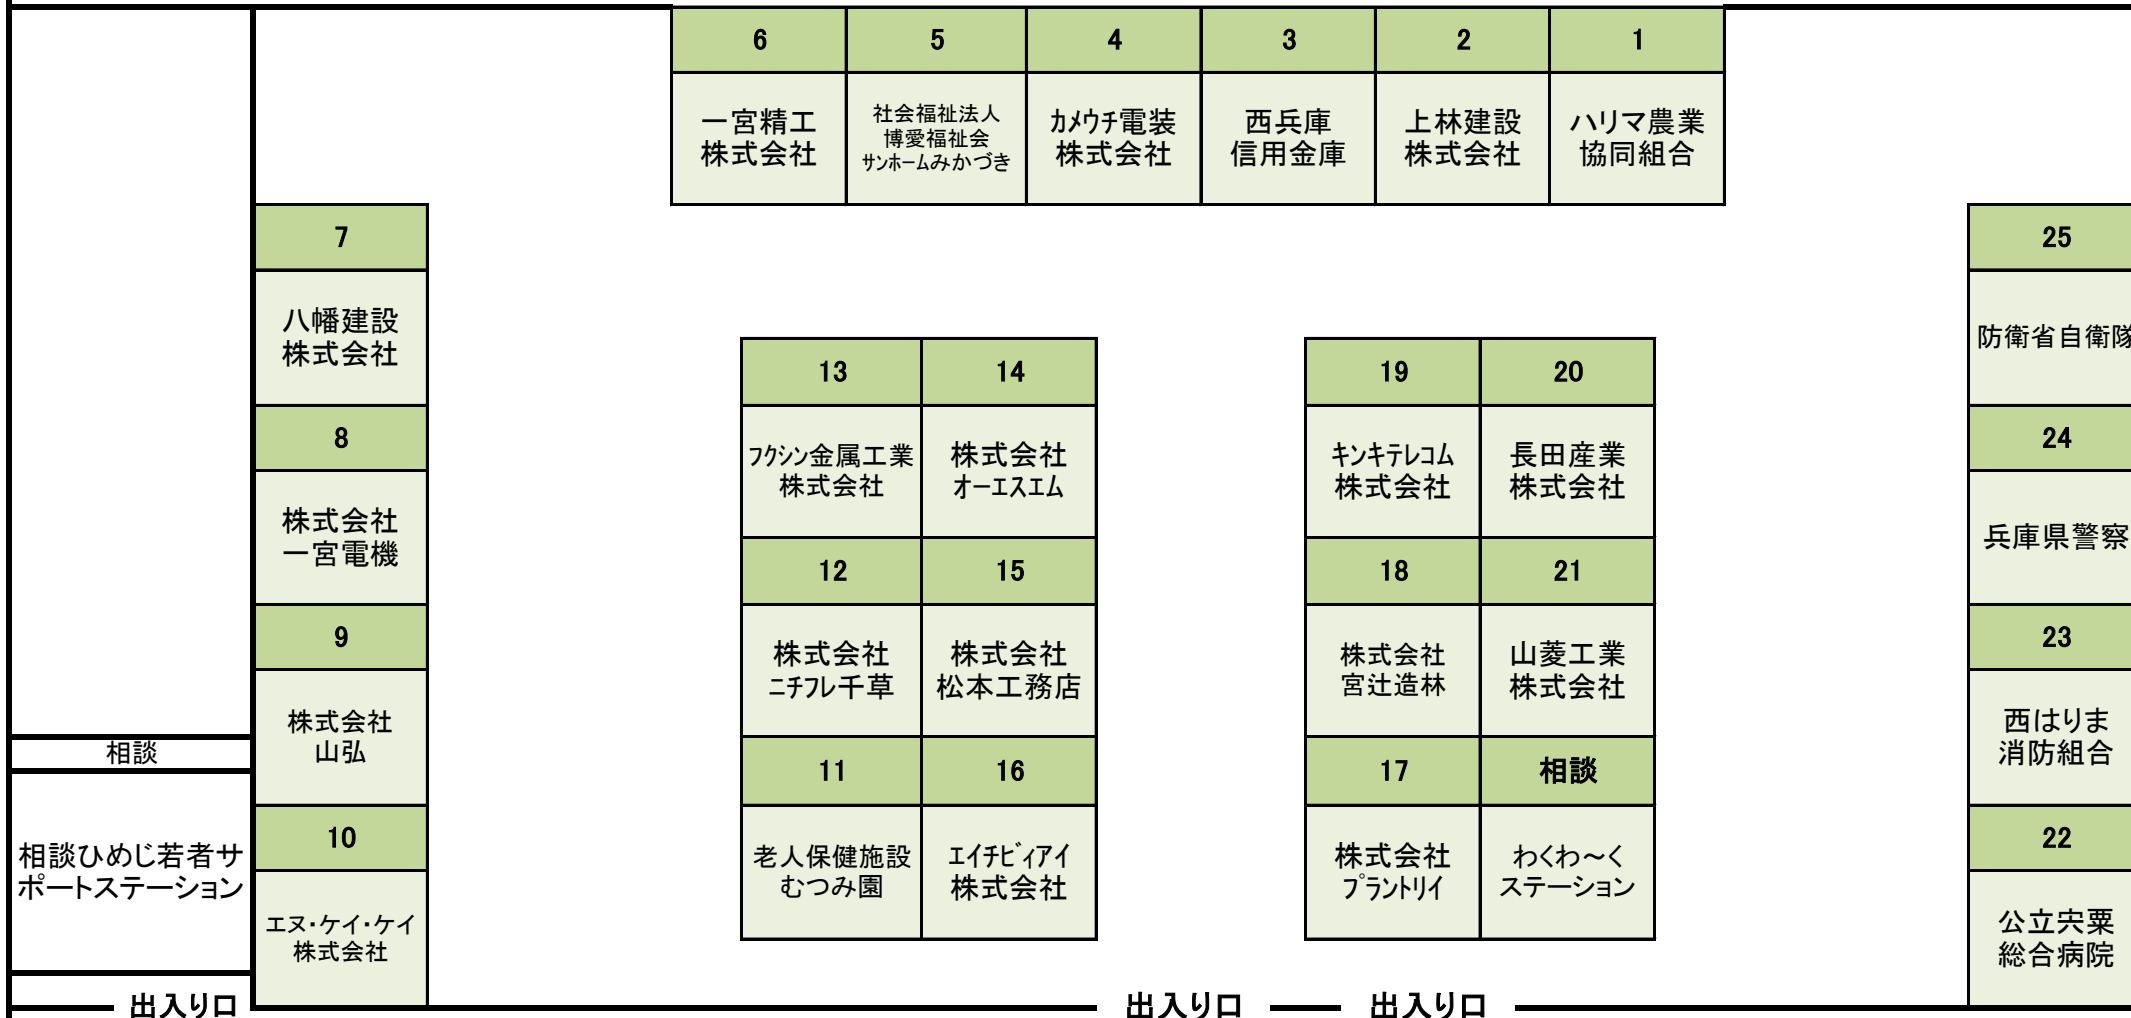 6 5 4 3 2 1
一宮精工
株式会社
社会福祉法人
博愛福祉会
サンホームみかづき
カメウチ電装
株式会社
西兵庫
信用金庫
上林建設
株式会社
ハリマ農業
協同組合
7
八幡建設
株式会社
8
株式会社
一宮電機
9
株式会社
山弘
10
エヌ・ケイ・ケイ
株式会社
相談
相談ひめじ若者サ
ポートステーション
13 14
フクシン金属工業
株式会社
株式会社
オーエスエム
12 15
株式会社
ニチフレ千草
株式会社
松本工務店
11 16
老人保健施設
むつみ園
エイチビィアイ
株式会社
19 20
キンキテレコム
株式会社
長田産業
株式会社
18 21
株式会社
宮辻造林
山菱工業
株式会社
17 相談
株式会社
プラントリイ
わくわ～く
ステーション
25
防衛省自衛隊
24
兵庫県警察
23
西はりま
消防組合
22
公立宍粟
総合病院
出入り口 出入り口 出入り口